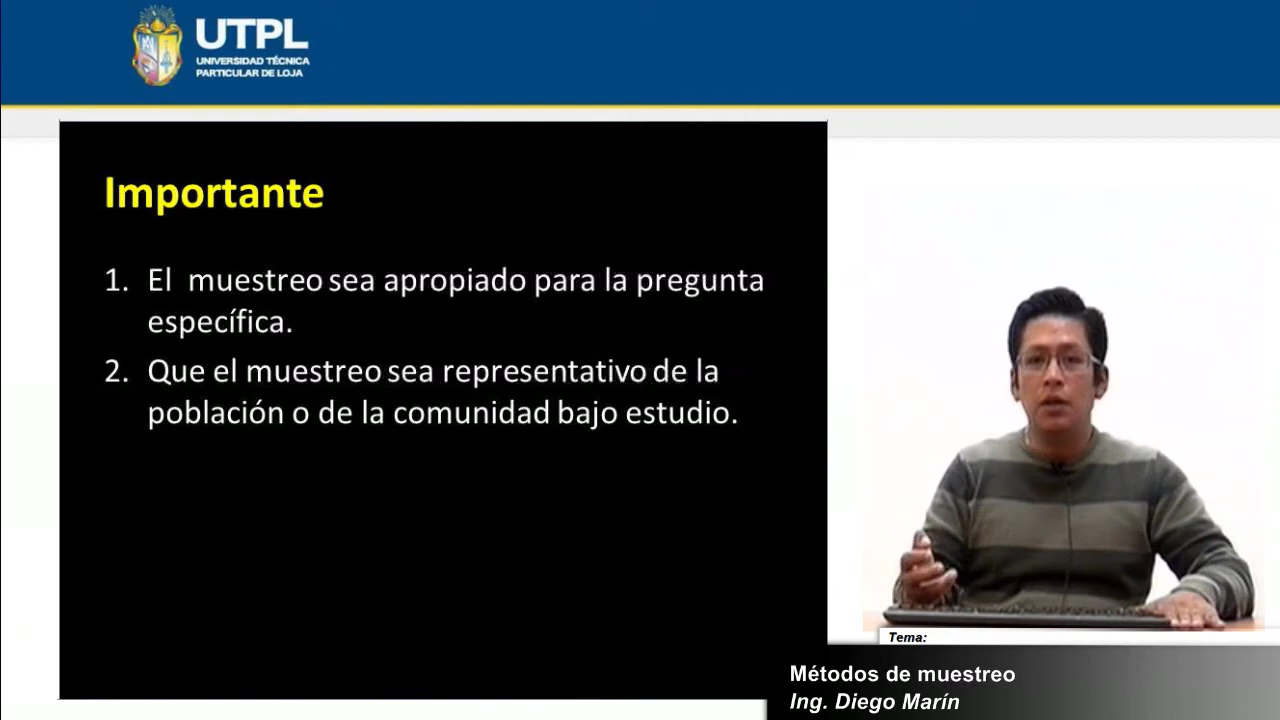 UTPL
UNIVERSIDAD TÉCNICA
PARTICULAR DE LOJA
Importante
1. El muestreo sea apropiado para la pregunta
específica.
2. Que el muestreo sea representativo de la
población o de la comunidad bajo estudio.
Tema:
Métodos de muestreo
Ing. Diego Marín